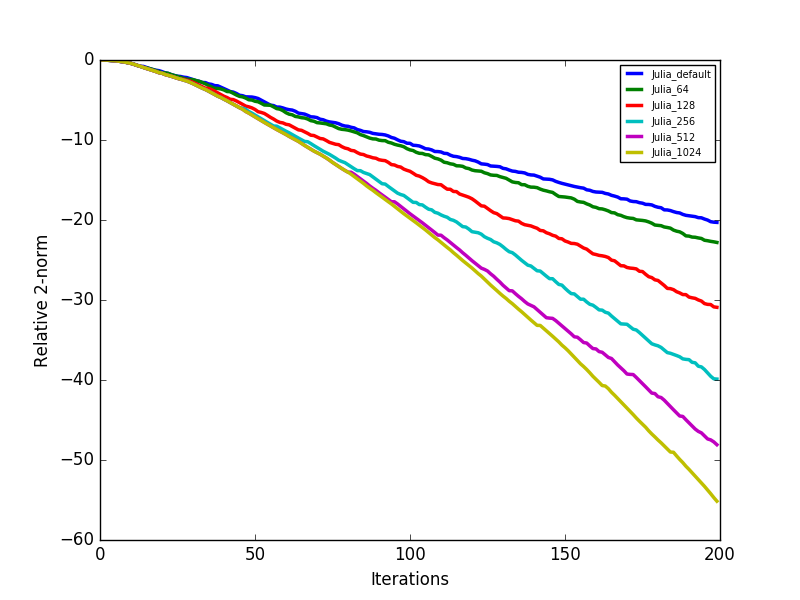 0
−10
−20
−30
−40
−50
−60
0
50
100
150
200
Iterations
Relative 2-norm
Julia_default
Julia_64
Julia_128
Julia_256
Julia_512
Julia_1024